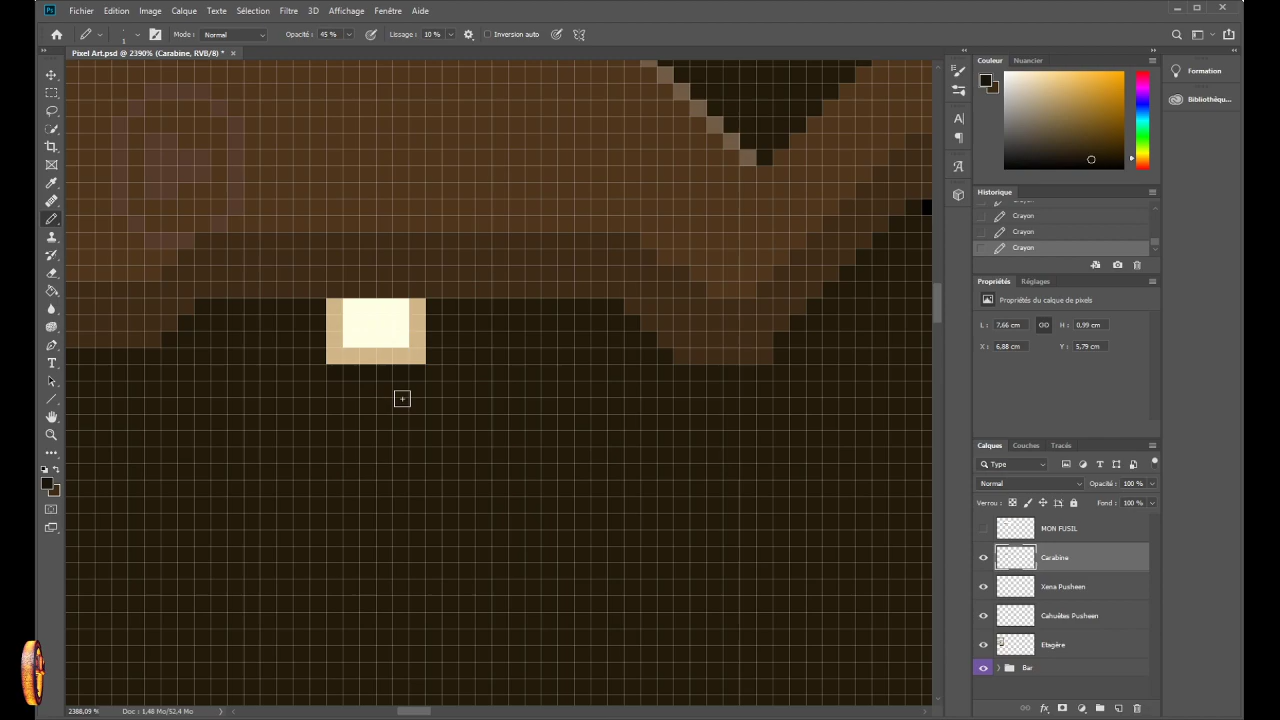 Ps Fichier Edition Image Calque Texte Sélection Filtre 3D Affichage Fenêtre Aide
1 Mode : Normal Opacité : 45 % Lissage : 10 % Inversion auto
Pixel Art.psd @ 2390% (Carabine, RVB/8) * ×
Couleur Nuancier
Formation
Bibliothèqu...
Historique
Crayon
Crayon
Crayon
Propriétés Réglages
Propriétés du calque de pixels
L : 7,66 cm H : 0,99 cm
X : 6,88 cm Y : 5,79 cm
Calques Couches Tracés
Type
Normal Opacité : 100 %
Verrou : Fond : 100 %
MON FUSIL
Carabine
Xena Pusheen
Cahuètes Pusheen
Etagère
Bar
2388,09 % Doc : 1,48 Mo/52,4 Mo